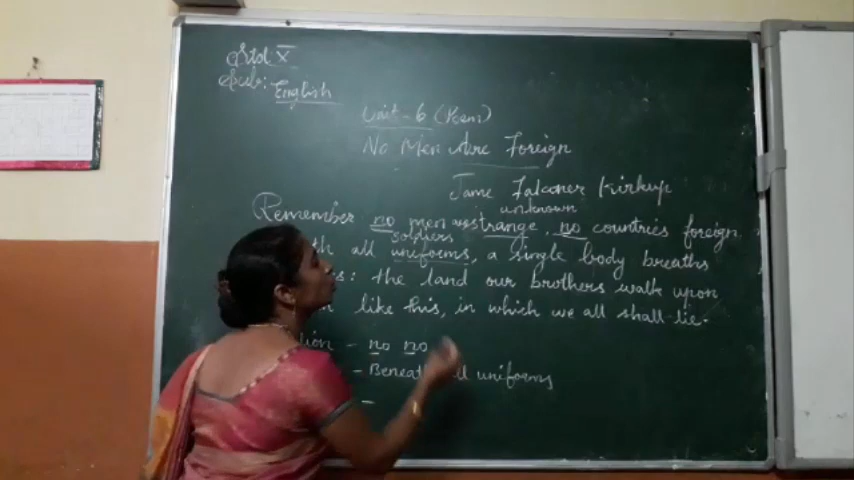 Std. X
Sub: English
Unit-6 (Poem)
No Men Are Foreign
Jame Falconer Kirkup
unknown
Remember no men are strange, no countries foreign
soldiers
all uniforms, a single body breaths
: the land our brothers walk upon
like this, in which we all shall lie.
tion - no no
- Beneath all uniforms
-